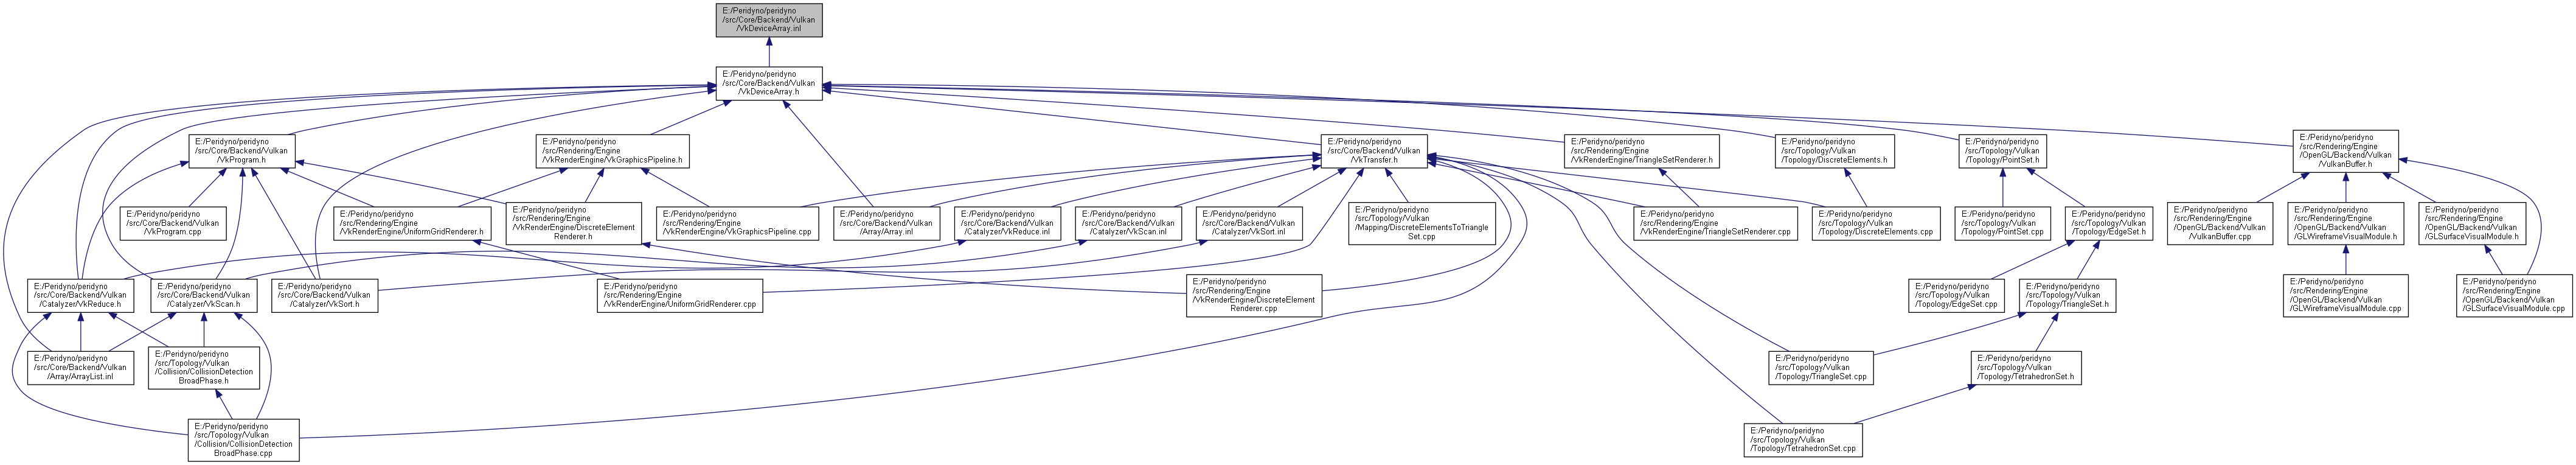 E:/Peridyno/peridyno
/src/Core/Backend/Vulkan
/VkDeviceArray.inl
E:/Peridyno/peridyno
/src/Core/Backend/Vulkan
/VkDeviceArray.h
E:/Peridyno/peridyno
/src/Core/Backend/Vulkan
/VkProgram.h
E:/Peridyno/peridyno
/src/Rendering/Engine
/VkRenderEngine/VkGraphicsPipeline.h
E:/Peridyno/peridyno
/src/Core/Backend/Vulkan
/VkTransfer.h
E:/Peridyno/peridyno
/src/Rendering/Engine
/VkRenderEngine/TriangleSetRenderer.h
E:/Peridyno/peridyno
/src/Topology/Vulkan
/Topology/DiscreteElements.h
E:/Peridyno/peridyno
/src/Topology/Vulkan
/Topology/PointSet.h
E:/Peridyno/peridyno
/src/Rendering/Engine
/OpenGL/Backend/Vulkan
/VulkanBuffer.h
E:/Peridyno/peridyno
/src/Core/Backend/Vulkan
/VkProgram.cpp
E:/Peridyno/peridyno
/src/Rendering/Engine
/VkRenderEngine/UniformGridRenderer.h
E:/Peridyno/peridyno
/src/Rendering/Engine
/VkRenderEngine/DiscreteElement
Renderer.h
E:/Peridyno/peridyno
/src/Rendering/Engine
/VkRenderEngine/VkGraphicsPipeline.cpp
E:/Peridyno/peridyno
/src/Core/Backend/Vulkan
/Array/Array.inl
E:/Peridyno/peridyno
/src/Core/Backend/Vulkan
/Catalyzer/VkReduce.inl
E:/Peridyno/peridyno
/src/Core/Backend/Vulkan
/Catalyzer/VkScan.inl
E:/Peridyno/peridyno
/src/Core/Backend/Vulkan
/Catalyzer/VkSort.inl
E:/Peridyno/peridyno
/src/Topology/Vulkan
/Mapping/DiscreteElementsToTriangle
Set.cpp
E:/Peridyno/peridyno
/src/Rendering/Engine
/VkRenderEngine/TriangleSetRenderer.cpp
E:/Peridyno/peridyno
/src/Topology/Vulkan
/Topology/DiscreteElements.cpp
E:/Peridyno/peridyno
/src/Topology/Vulkan
/Topology/PointSet.cpp
E:/Peridyno/peridyno
/src/Topology/Vulkan
/Topology/EdgeSet.h
E:/Peridyno/peridyno
/src/Rendering/Engine
/OpenGL/Backend/Vulkan
/VulkanBuffer.cpp
E:/Peridyno/peridyno
/src/Rendering/Engine
/OpenGL/Backend/Vulkan
/GLWireframeVisualModule.h
E:/Peridyno/peridyno
/src/Rendering/Engine
/OpenGL/Backend/Vulkan
/GLSurfaceVisualModule.h
E:/Peridyno/peridyno
/src/Core/Backend/Vulkan
/Catalyzer/VkReduce.h
E:/Peridyno/peridyno
/src/Core/Backend/Vulkan
/Catalyzer/VkScan.h
E:/Peridyno/peridyno
/src/Core/Backend/Vulkan
/Catalyzer/VkSort.h
E:/Peridyno/peridyno
/src/Rendering/Engine
/VkRenderEngine/UniformGridRenderer.cpp
E:/Peridyno/peridyno
/src/Rendering/Engine
/VkRenderEngine/DiscreteElement
Renderer.cpp
E:/Peridyno/peridyno
/src/Topology/Vulkan
/Topology/EdgeSet.cpp
E:/Peridyno/peridyno
/src/Topology/Vulkan
/Topology/TriangleSet.h
E:/Peridyno/peridyno
/src/Rendering/Engine
/OpenGL/Backend/Vulkan
/GLWireframeVisualModule.cpp
E:/Peridyno/peridyno
/src/Rendering/Engine
/OpenGL/Backend/Vulkan
/GLSurfaceVisualModule.cpp
E:/Peridyno/peridyno
/src/Core/Backend/Vulkan
/Array/ArrayList.inl
E:/Peridyno/peridyno
/src/Topology/Vulkan
/Collision/CollisionDetection
BroadPhase.h
E:/Peridyno/peridyno
/src/Topology/Vulkan
/Topology/TriangleSet.cpp
E:/Peridyno/peridyno
/src/Topology/Vulkan
/Topology/TetrahedronSet.h
E:/Peridyno/peridyno
/src/Topology/Vulkan
/Collision/CollisionDetection
BroadPhase.cpp
E:/Peridyno/peridyno
/src/Topology/Vulkan
/Topology/TetrahedronSet.cpp